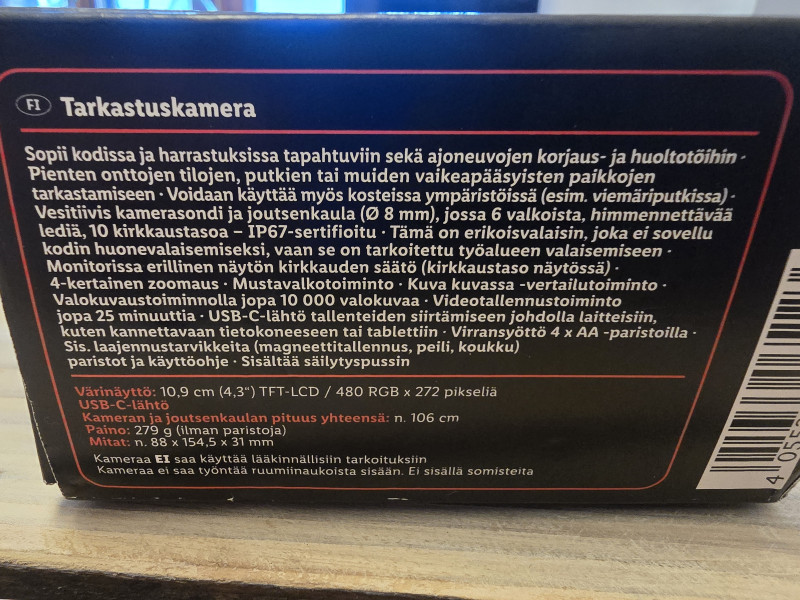 FI Tarkastuskamera
Sopii kodissa ja harrastuksissa tapahtuviin sekä ajoneuvojen korjaus- ja huoltotöihin ·
Pienten onttojen tilojen, putkien tai muiden vaikeapääsyisten paikkojen
tarkastamiseen · Voidaan käyttää myös kosteissa ympäristöissä (esim. viemäriputkissa) ·
Vesitiivis kamerasondi ja joutsenkaula (Ø 8 mm), jossa 6 valkoista, himmennettävää
lediä, 10 kirkkaustasoa – IP67-sertifioitu · Tämä on erikoisvalaisin, joka ei sovellu
kodin huonevalaisemiseksi, vaan se on tarkoitettu työalueen valaisemiseen ·
Monitorissa erillinen näytön kirkkauden säätö (kirkkaustaso näytössä) ·
4-kertainen zoomaus · Mustavalkotoiminto · Kuva kuvassa -vertailutoiminto ·
Valokuvaustoiminnolla jopa 10 000 valokuvaa · Videotallennustoiminto
jopa 25 minuuttia · USB-C-lähtö tallenteiden siirtämiseen johdolla laitteisiin,
kuten kannettavaan tietokoneeseen tai tablettiin · Virransyöttö 4 x AA -paristoilla ·
Sis. laajennustarvikkeita (magneettitallennus, peili, koukku)
paristot ja käyttöohje · Sisältää säilytyspussin
Värinäyttö: 10,9 cm (4,3“) TFT-LCD / 480 RGB x 272 pikseliä
USB-C-lähtö
Kameran ja joutsenkaulan pituus yhteensä: n. 106 cm
Paino: 279 g (ilman paristoja)
Mitat: n. 88 x 154,5 x 31 mm
Kameraa EI saa käyttää lääkinnällisiin tarkoituksiin
Kameraa ei saa työntää ruumiinaukoista sisään. Ei sisällä somisteita